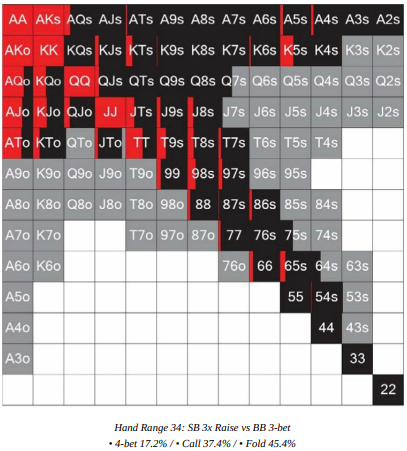 AA AKs AQs AJs ATs A9s A8s A7s A6s A5s A4s A3s A2s
AKo KK KQs KJs KTs K9s K8s K7s K6s K5s K4s K3s K2s
AQo KQo QQ QJs QTs Q9s Q8s Q7s Q6s Q5s Q4s Q3s Q2s
AJo KJo QJo JJ JTs J9s J8s J7s J6s J5s J4s J3s J2s
ATo KTo QTo JTo TT T9s T8s T7s T6s T5s T4s
A9o K9o Q9o J9o T9o 99 98s 97s 96s 95s
A8o K8o Q8o J8o T8o 98o 88 87s 86s 85s 84s
A7o K7o T7o 97o 87o 77 76s 75s 74s
A6o K6o 76o 66 65s 64s 63s
A5o 55 54s 53s
A4o 44 43s
A3o 33
22
Hand Range 34: SB 3x Raise vs BB 3-bet
• 4-bet 17.2% / • Call 37.4% / • Fold 45.4%